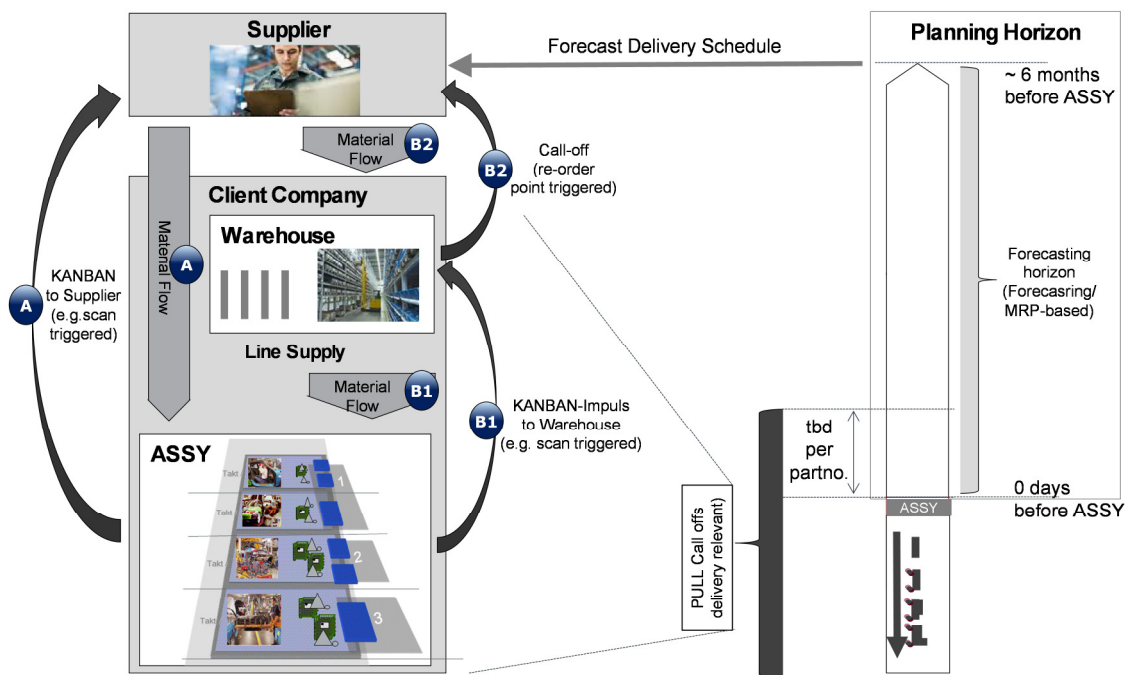 Supplier
Forecast Delivery Schedule
Planning Horizon
~ 6 months
before ASSY
Material
Flow
B2
B2
Call-off
(re-order
point triggered)
Client Company
Warehouse
Material Flow
A
A
KANBAN
to Supplier
(e.g.scan
triggered)
Forecasting
horizon
(Forecasring/
MRP-based)
Line Supply
Material
Flow
B1
B1
KANBAN-Impuls
to Warehouse
(e.g. scan triggered)
tbd
per
partno.
ASSY
Takt
1
Takt
Takt
2
Takt
3
PULL Call offs
delivery relevant)
0 days
before ASSY
ASSY